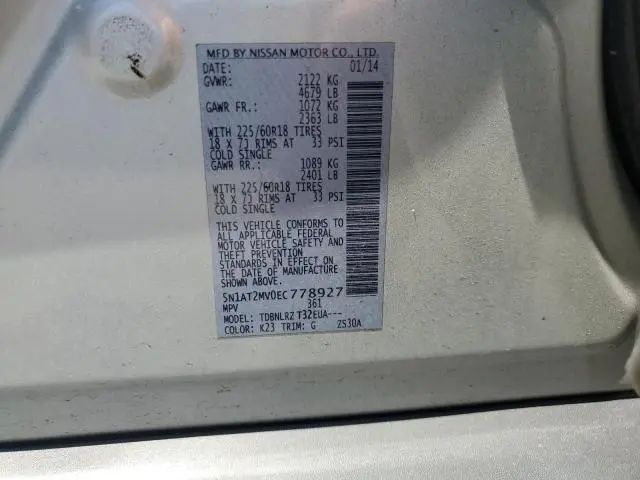 MFD BY NISSAN MOTOR CO., LTD.
DATE: 01/14
GVWR: 2122 KG
4679 LB
GAWR FR.: 1072 KG
2363 LB
WITH 225/60R18 TIRES
18 X 7J RIMS AT 33 PSI
COLD SINGLE
GAWR RR.: 1089 KG
2401 LB
WITH 225/60R18 TIRES
18 X 7J RIMS AT 33 PSI
COLD SINGLE
THIS VEHICLE CONFORMS TO
ALL APPLICABLE FEDERAL
MOTOR VEHICLE SAFETY AND
THEFT PREVENTION
STANDARDS IN EFFECT ON
THE DATE OF MANUFACTURE
SHOWN ABOVE.
5N1AT2MV0EC778927
MPV 361
MODEL: TDBNLRZ T32EUA---
COLOR: K23 TRIM: G ZS30A